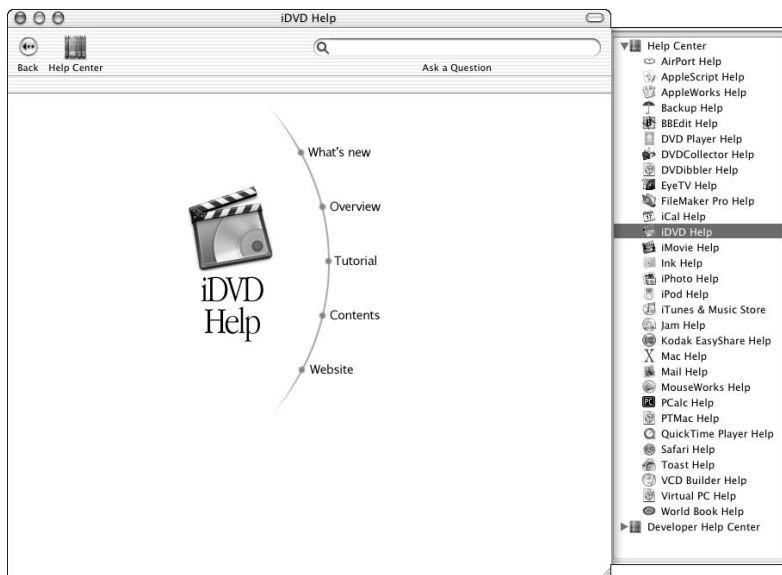 iDVD Help
Back
Help Center
Ask a Question
What's new
Overview
Tutorial
Contents
Website
iDVD
Help
Help Center
AirPort Help
AppleScript Help
AppleWorks Help
Backup Help
BBEdit Help
DVD Player Help
DVDCollector Help
DVDibbler Help
EyeTV Help
FileMaker Pro Help
iCal Help
iDVD Help
iMovie Help
Ink Help
iPhoto Help
iPod Help
iTunes & Music Store
Jam Help
Kodak EasyShare Help
Mac Help
Mail Help
MouseWorks Help
PCalc Help
PTMac Help
QuickTime Player Help
Safari Help
Toast Help
VCD Builder Help
Virtual PC Help
World Book Help
Developer Help Center